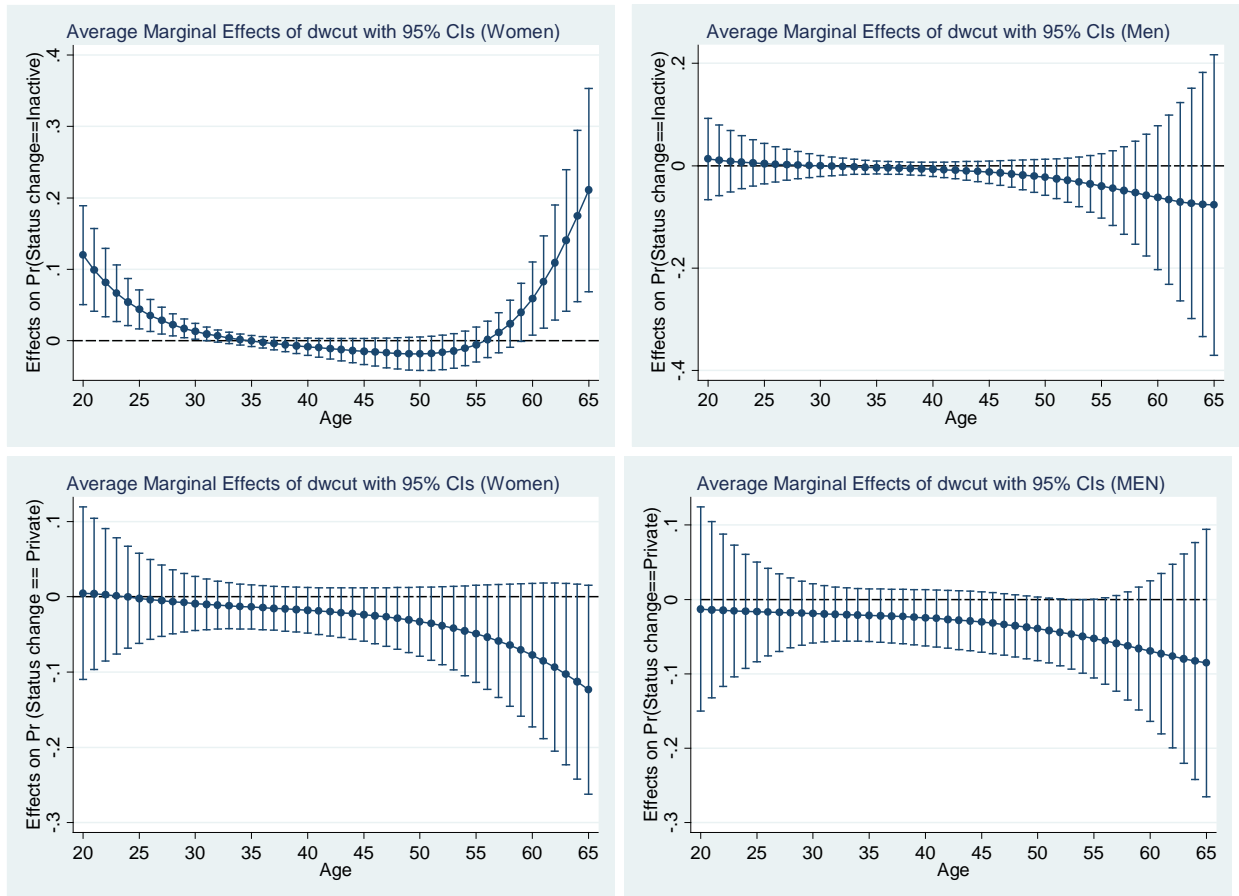 Average Marginal Effects of dwcut with 95% CIs (Women)
Effects on Pr(Status change==Inactive)
.4
.3
.2
.1
0
20 25 30 35 40 45 50 55 60 65
Age
Average Marginal Effects of dwcut with 95% CIs (Men)
Effects on Pr(Status change==Inactive)
.2
0
-.2
-.4
20 25 30 35 40 45 50 55 60 65
Age
Average Marginal Effects of dwcut with 95% CIs (Women)
Effects on Pr (Status change == Private)
.1
0
-.1
-.2
-.3
20 25 30 35 40 45 50 55 60 65
Age
Average Marginal Effects of dwcut with 95% CIs (MEN)
Effects on Pr(Status change==Private)
.1
0
-.1
-.2
-.3
20 25 30 35 40 45 50 55 60 65
Age